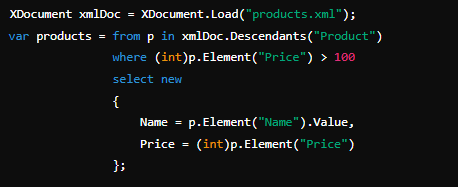 XDocument xmlDoc = XDocument.Load("products.xml");
var products = from p in xmlDoc.Descendants("Product")
               where (int)p.Element("Price") > 100
               select new
               {
                   Name = p.Element("Name").Value,
                   Price = (int)p.Element("Price")
               };